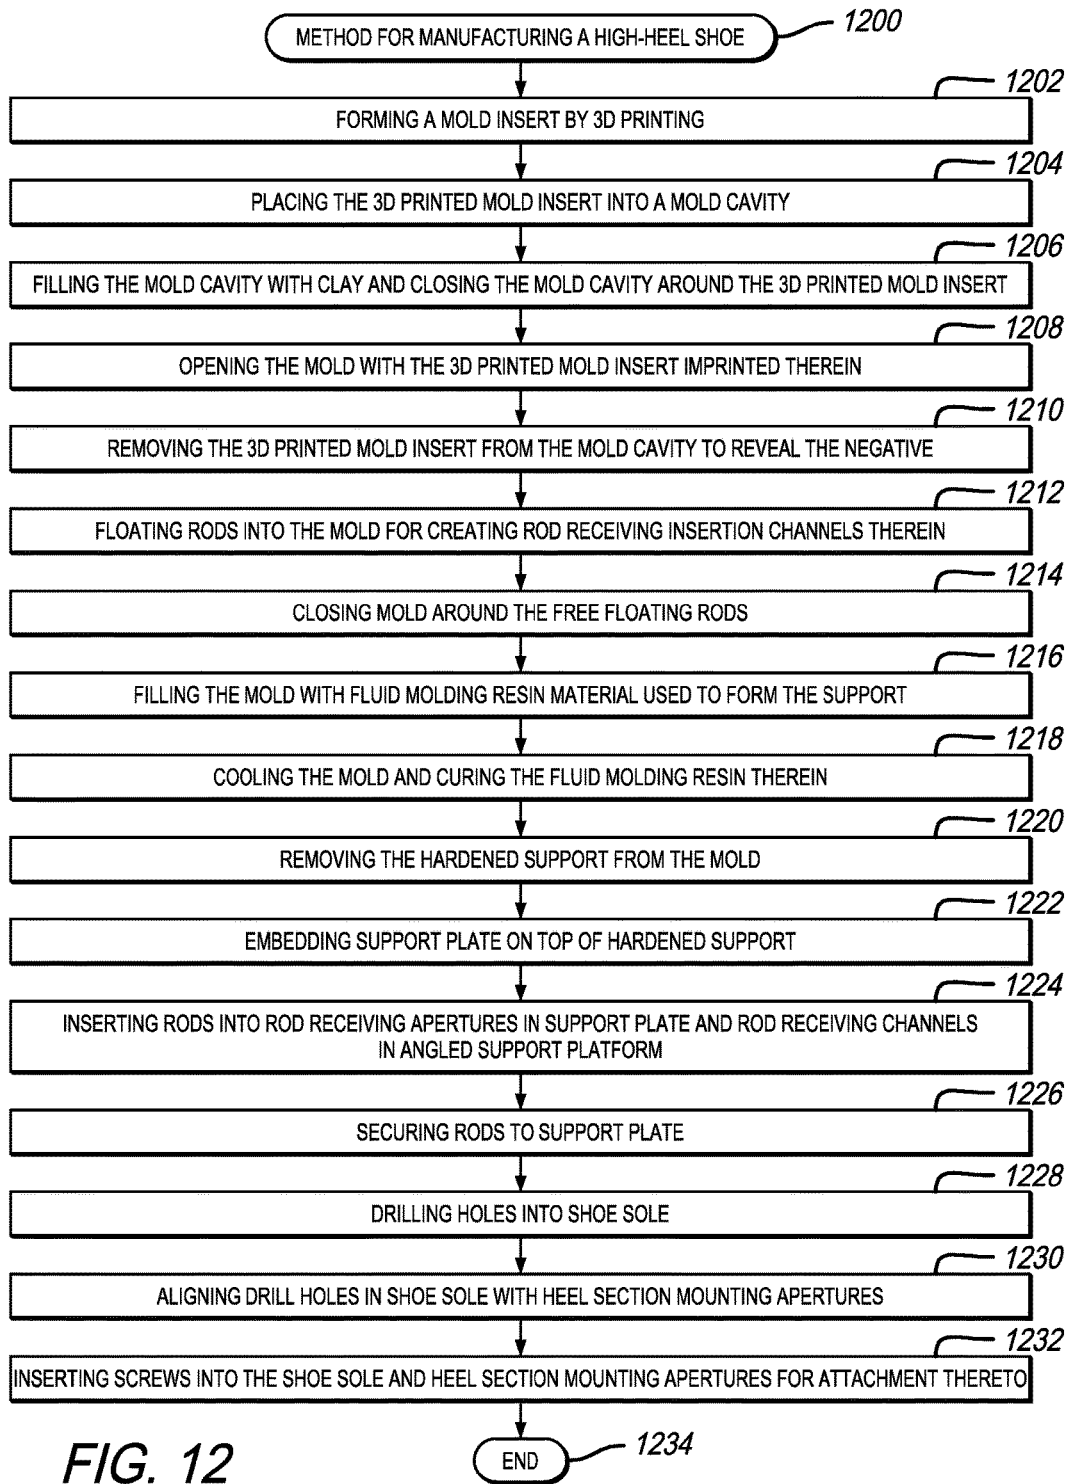 METHOD FOR MANUFACTURING A HIGH-HEEL SHOE
1200
1202
FORMING A MOLD INSERT BY 3D PRINTING
1204
PLACING THE 3D PRINTED MOLD INSERT INTO A MOLD CAVITY
1206
FILLING THE MOLD CAVITY WITH CLAY AND CLOSING THE MOLD CAVITY AROUND THE 3D PRINTED MOLD INSERT
1208
OPENING THE MOLD WITH THE 3D PRINTED MOLD INSERT IMPRINTED THEREIN
1210
REMOVING THE 3D PRINTED MOLD INSERT FROM THE MOLD CAVITY TO REVEAL THE NEGATIVE
1212
FLOATING RODS INTO THE MOLD FOR CREATING ROD RECEIVING INSERTION CHANNELS THEREIN
1214
CLOSING MOLD AROUND THE FREE FLOATING RODS
1216
FILLING THE MOLD WITH FLUID MOLDING RESIN MATERIAL USED TO FORM THE SUPPORT
1218
COOLING THE MOLD AND CURING THE FLUID MOLDING RESIN THEREIN
1220
REMOVING THE HARDENED SUPPORT FROM THE MOLD
1222
EMBEDDING SUPPORT PLATE ON TOP OF HARDENED SUPPORT
1224
INSERTING RODS INTO ROD RECEIVING APERTURES IN SUPPORT PLATE AND ROD RECEIVING CHANNELS
IN ANGLED SUPPORT PLATFORM
1226
SECURING RODS TO SUPPORT PLATE
1228
DRILLING HOLES INTO SHOE SOLE
1230
ALIGNING DRILL HOLES IN SHOE SOLE WITH HEEL SECTION MOUNTING APERTURES
1232
INSERTING SCREWS INTO THE SHOE SOLE AND HEEL SECTION MOUNTING APERTURES FOR ATTACHMENT THERETO
END
1234
FIG. 12